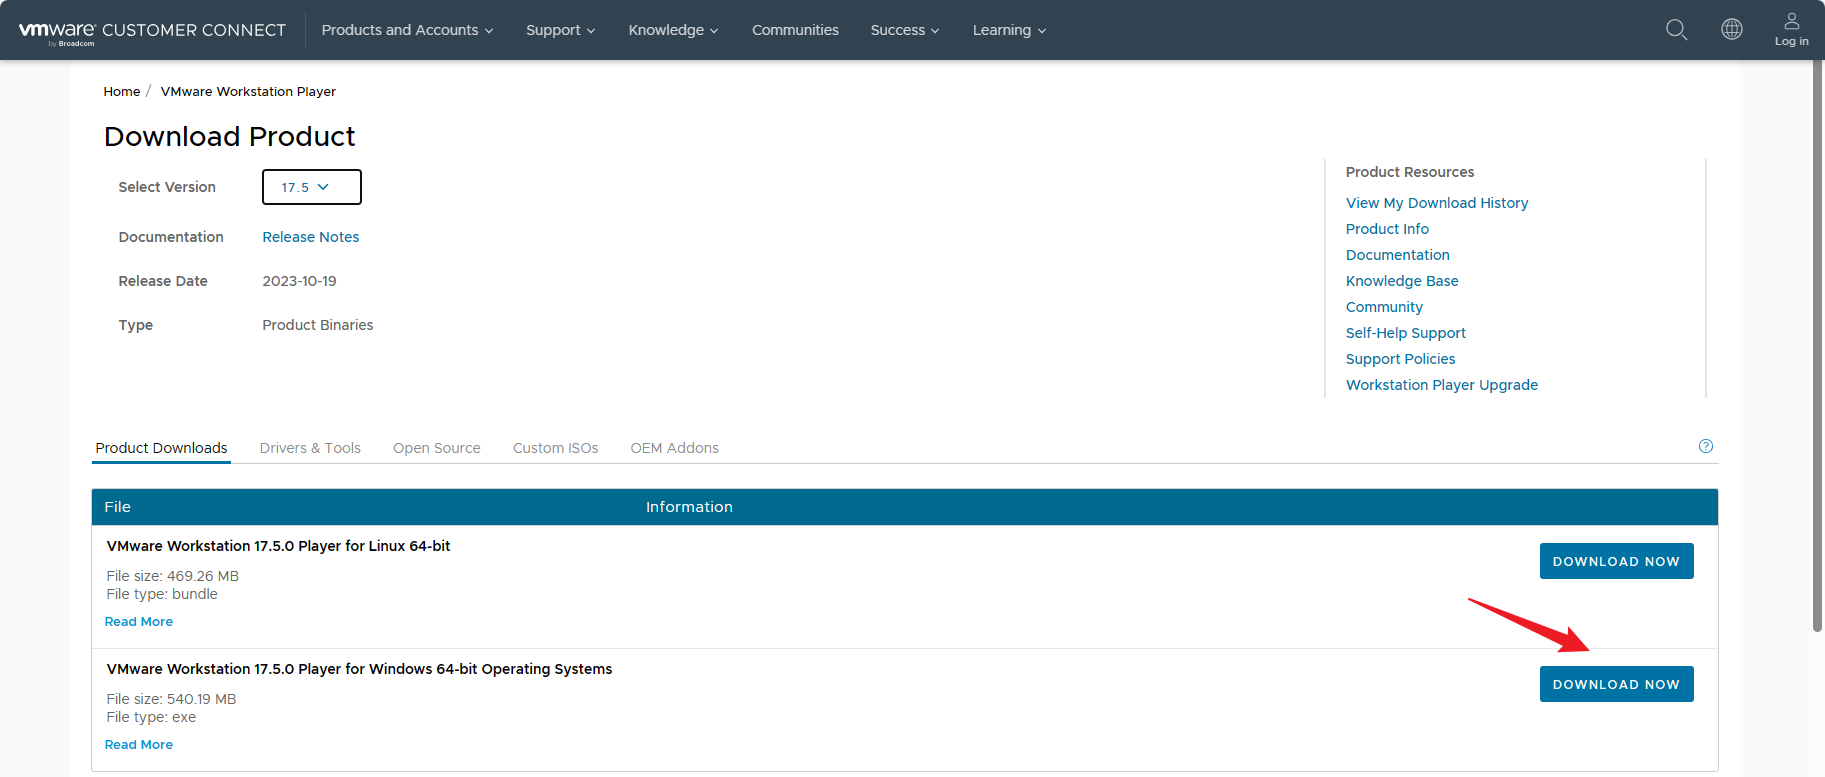 vmware CUSTOMER CONNECT
by Broadcom
Products and Accounts
Support
Knowledge
Communities
Success
Learning
Log in
Home / VMware Workstation Player
Download Product
Select Version 17.5
Documentation Release Notes
Release Date 2023-10-19
Type Product Binaries
Product Resources
View My Download History
Product Info
Documentation
Knowledge Base
Community
Self-Help Support
Support Policies
Workstation Player Upgrade
Product Downloads
Drivers & Tools
Open Source
Custom ISOs
OEM Addons
?
File Information
VMware Workstation 17.5.0 Player for Linux 64-bit
File size: 469.26 MB
File type: bundle
Read More
DOWNLOAD NOW
VMware Workstation 17.5.0 Player for Windows 64-bit Operating Systems
File size: 540.19 MB
File type: exe
Read More
DOWNLOAD NOW